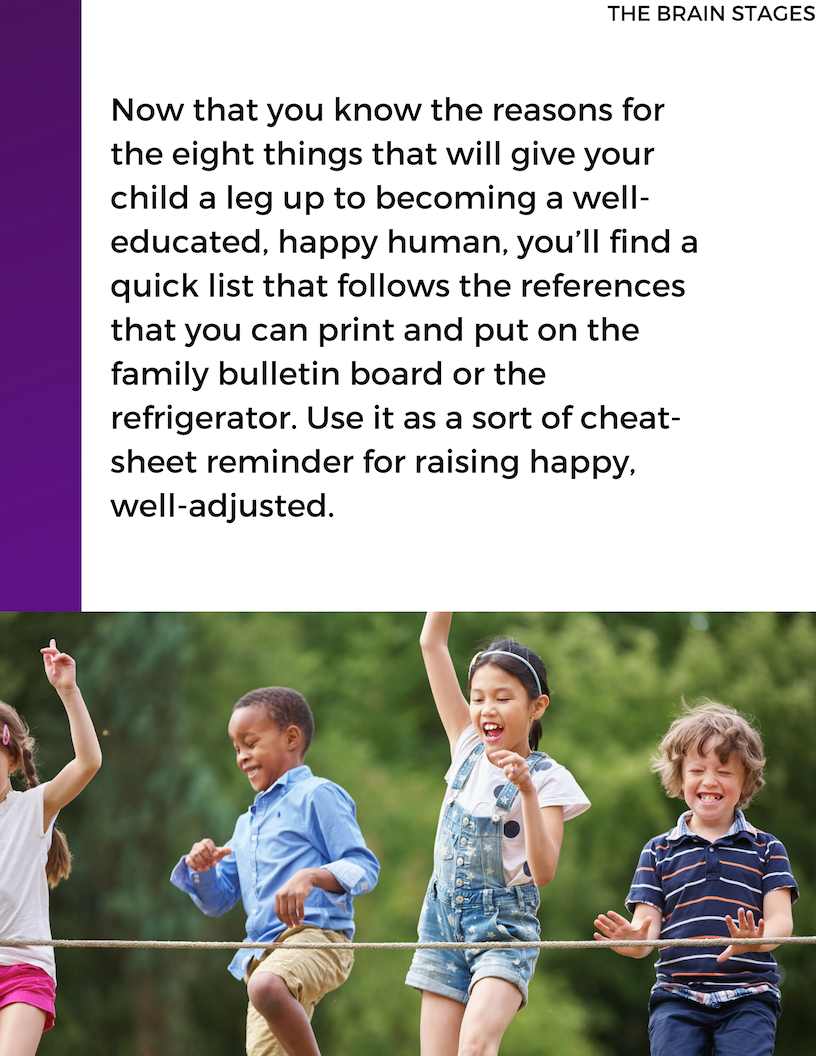 THE BRAIN STAGES
Now that you know the reasons for
the eight things that will give your
child a leg up to becoming a well-
educated, happy human, you’ll find a
quick list that follows the references
that you can print and put on the
family bulletin board or the
refrigerator. Use it as a sort of cheat-
sheet reminder for raising happy,
well-adjusted.